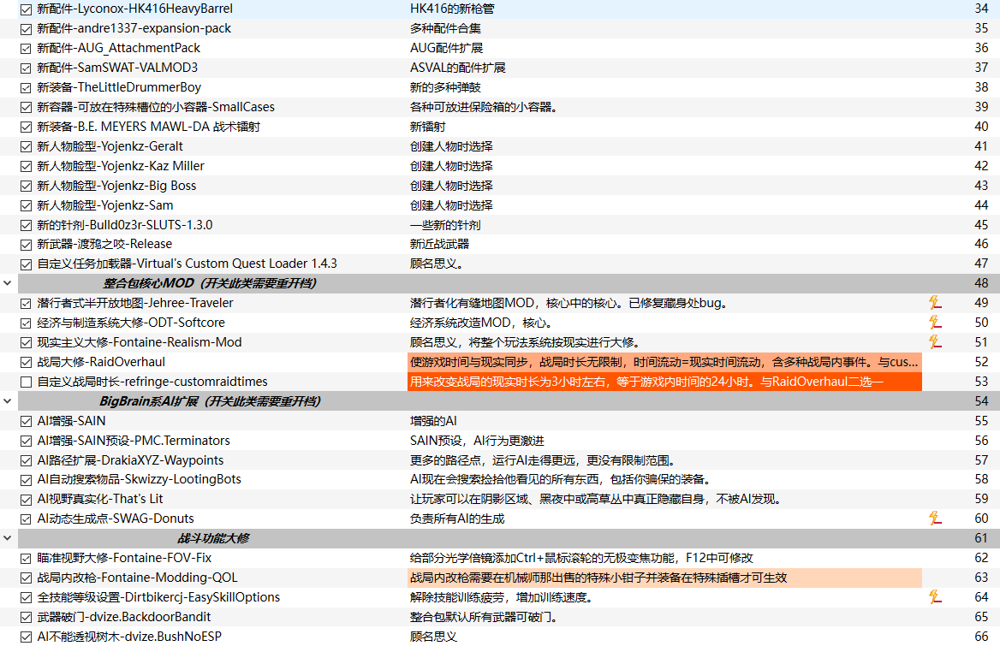 新配件-Lyconox-HK416HeavyBarrel HK416的新枪管 34
新配件-andre1337-expansion-pack 多种配件合集 35
新配件-AUG_AttachmentPack AUG配件扩展 36
新配件-SamSWAT-VALMOD3 ASVAL的配件扩展 37
新装备-TheLittleDrummerBoy 新的多种弹鼓 38
新容器-可放在特殊槽位的小容器-SmallCases 各种可放进保险箱的小容器。 39
新装备-B.E. MEYERS MAWL-DA 战术镭射 新镭射 40
新人物脸型-Yojenkz-Geralt 创建人物时选择 41
新人物脸型-Yojenkz-Kaz Miller 创建人物时选择 42
新人物脸型-Yojenkz-Big Boss 创建人物时选择 43
新人物脸型-Yojenkz-Sam 创建人物时选择 44
新的针剂-Bulld0z3r-SLUTS-1.3.0 一些新的针剂 45
新武器-渡鸦之咬-Release 新近战武器 46
自定义任务加载器-Virtual's Custom Quest Loader 1.4.3 顾名思义。 47
整合包核心MOD（开关此类需要重开档） 48
潜行者式半开放地图-Jehree-Traveler 潜行者化有缝地图MOD，核心中的核心。已修复藏身处bug。 49
经济与制造系统大修-ODT-Softcore 经济系统改造MOD，核心。 50
现实主义大修-Fontaine-Realism-Mod 顾名思义，将整个玩法系统按现实进行大修。 51
战局大修-RaidOverhaul 使游戏时间与现实同步，战局时长无限制，时间流动=现实时间流动，含多种战局内事件。与cus... 52
自定义战局时长-refringe-customraidtimes 用来改变战局的现实时长为3小时左右，等于游戏内时间的24小时。与RaidOverhaul二选一 53
BigBrain系AI扩展（开关此类需要重开档） 54
AI增强-SAIN 增强的AI 55
AI增强-SAIN预设-PMC.Terminators SAIN预设，AI行为更激进 56
AI路径扩展-DrakiaXYZ-Waypoints 更多的路径点，运行AI走得更远，更没有限制范围。 57
AI自动搜索物品-Skwizzy-LootingBots AI现在会搜索捡拾他看见的所有东西，包括你骗保的装备。 58
AI视野真实化-That's Lit 让玩家可以在阴影区域、黑夜中或高草丛中真正隐藏自身，不被AI发现。 59
AI动态生成点-SWAG-Donuts 负责所有AI的生成 60
战斗功能大修 61
瞄准视野大修-Fontaine-FOV-Fix 给部分光学倍镜添加Ctrl+鼠标滚轮的无极变焦功能，F12中可修改 62
战局内改枪-Fontaine-Modding-QOL 战局内改枪需要在机械师那出售的特殊小钳子并装备在特殊插槽才可生效 63
全技能等级设置-Dirtbikercj-EasySkillOptions 解除技能训练疲劳，增加训练速度。 64
武器破门-dvize.BackdoorBandit 整合包默认所有武器可破门。 65
AI不能透视树木-dvize.BushNoESP 顾名思义 66